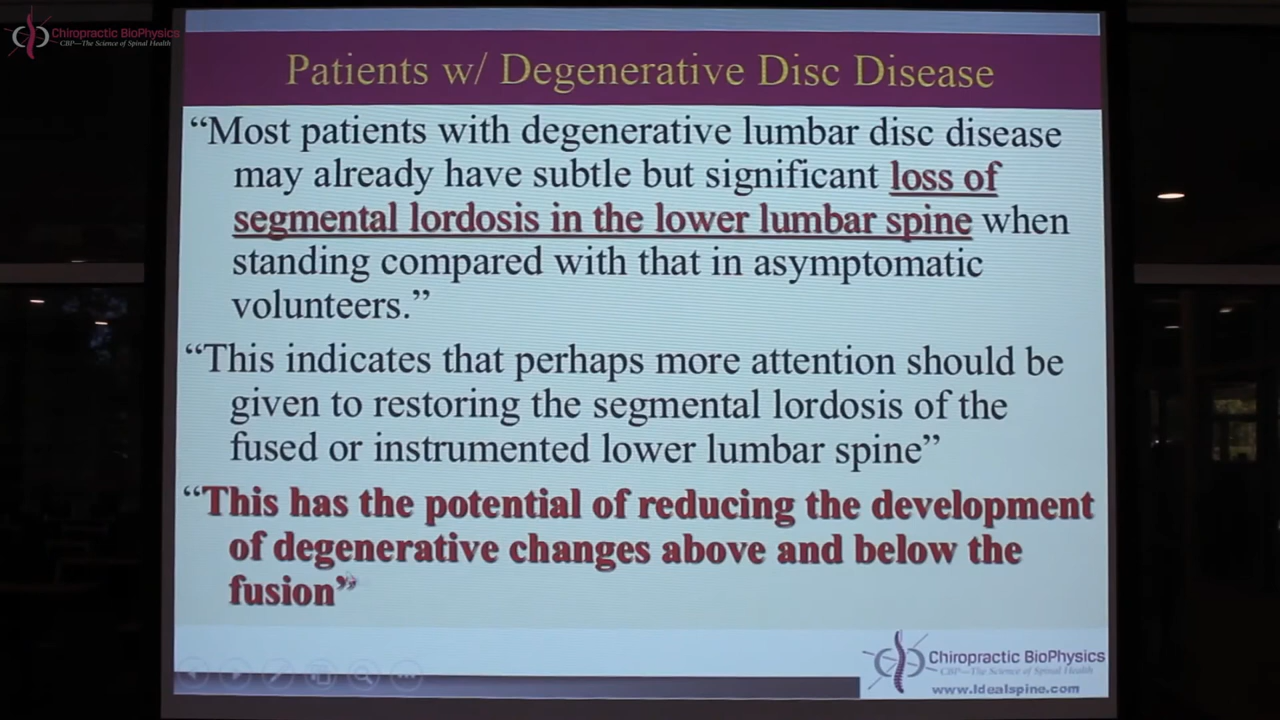 Chiropractic BioPhysics
CBP—The Science of Spinal Health
Patients w/ Degenerative Disc Disease
“Most patients with degenerative lumbar disc disease
may already have subtle but significant loss of
segmental lordosis in the lower lumbar spine when
standing compared with that in asymptomatic
volunteers.”
“This indicates that perhaps more attention should be
given to restoring the segmental lordosis of the
fused or instrumented lower lumbar spine”
“This has the potential of reducing the development
of degenerative changes above and below the
fusion”
Chiropractic BioPhysics
CBP—The Science of Spinal Health
www.Idealspine.com